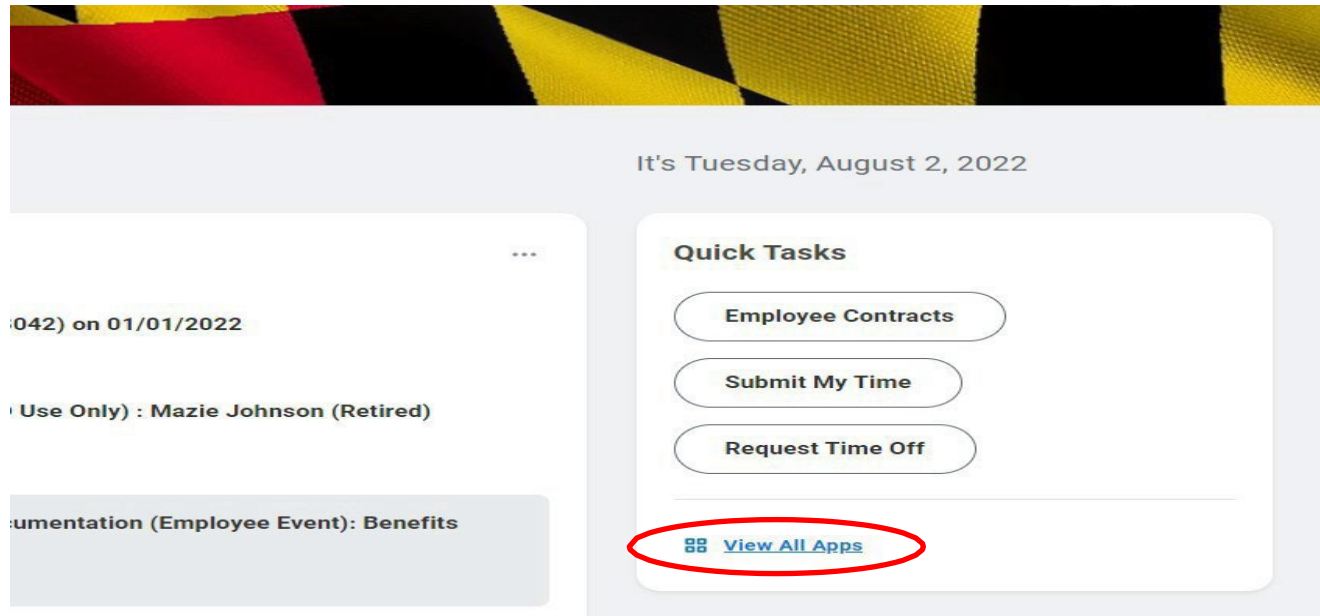 It's Tuesday, August 2, 2022
...
042) on 01/01/2022
Use Only) : Mazie Johnson (Retired)
umentation (Employee Event): Benefits
Quick Tasks
Employee Contracts
Submit My Time
Request Time Off
View All Apps